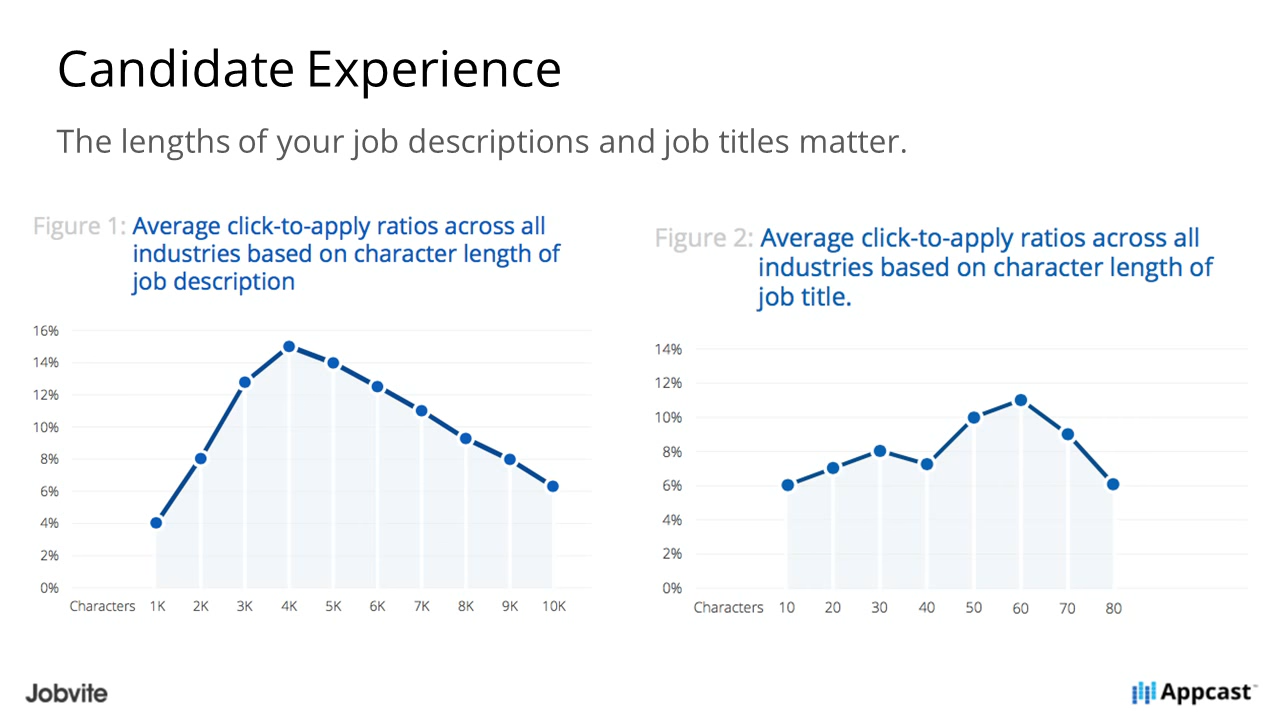 Candidate Experience
The lengths of your job descriptions and job titles matter.
Figure 1: Average click-to-apply ratios across all
industries based on character length of
job description
16%
14%
12%
10%
8%
6%
4%
2%
0%
Characters 1K 2K 3K 4K 5K 6K 7K 8K 9K 10K
Figure 2: Average click-to-apply ratios across all
industries based on character length of
job title.
14%
12%
10%
8%
6%
4%
2%
0%
Characters 10 20 30 40 50 60 70 80
Jobvite
Appcast